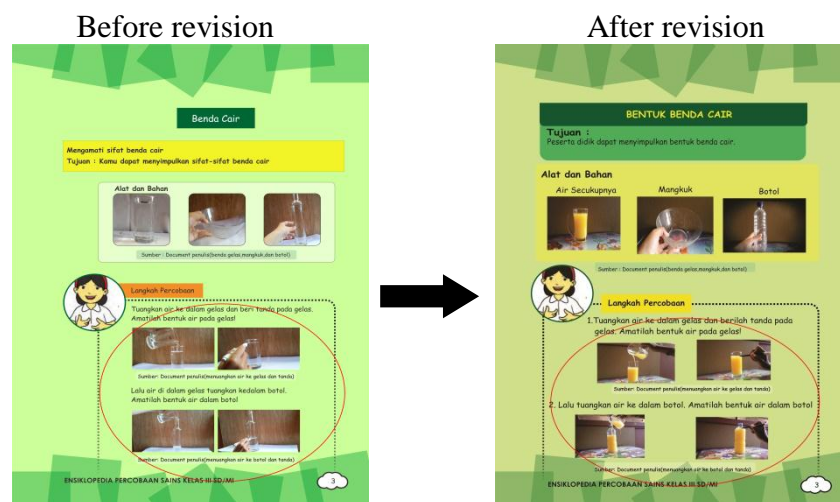 Before revision
Benda Cair
Mengamati sifat benda cair
Tujuan : Kamu dapat menyimpulkan sifat-sifat benda cair
Alat dan Bahan
Sumber : Document penulis(benda gelas,mangkuk,dan botol)
Langkah Percobaan
Tuangkan air ke dalam gelas dan beri tanda pada gelas.
Amatilah bentuk air pada gelas!
Sumber: Document penulis(menuangkan air ke gelas dan tanda)
Lalu air di dalam gelas tuangkan kedalam botol.
Amatilah bentuk air dalam botol
Sumber: Document penulis(menuangkan air ke botol dan tanda)
ENSIKLOPEDIA PERCOBAAN SAINS KELAS III SD/MI
3
After revision
BENTUK BENDA CAIR
Tujuan :
Peserta didik dapat menyimpulkan bentuk benda cair.
Alat dan Bahan
Air Secukupnya
Mangkuk
Botol
Sumber : Document penulis(benda gelas,mangkuk,dan botol)
Langkah Percobaan
1.Tuangkan air ke dalam gelas dan berilah tanda pada
gelas. Amatilah bentuk air pada gelas!
Sumber: Document penulis(menuangkan air ke gelas dan tanda)
2. Lalu tuangkan air ke dalam botol. Amatilah bentuk air dalam botol
Sumber: Document penulis(menuangkan air ke botol dan tanda)
ENSIKLOPEDIA PERCOBAAN SAINS KELAS III SD/MI
3